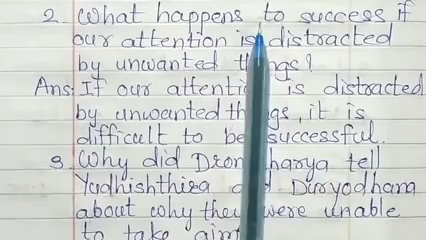 2. What happens to success if
our attention is distracted
by unwanted things?
Ans: If our attention is distracted
by unwanted things, it is
difficult to be successful.
3. Why did Dronacharya tell
Yudhishthira and Duryodhana
about why they were unable
to take aim